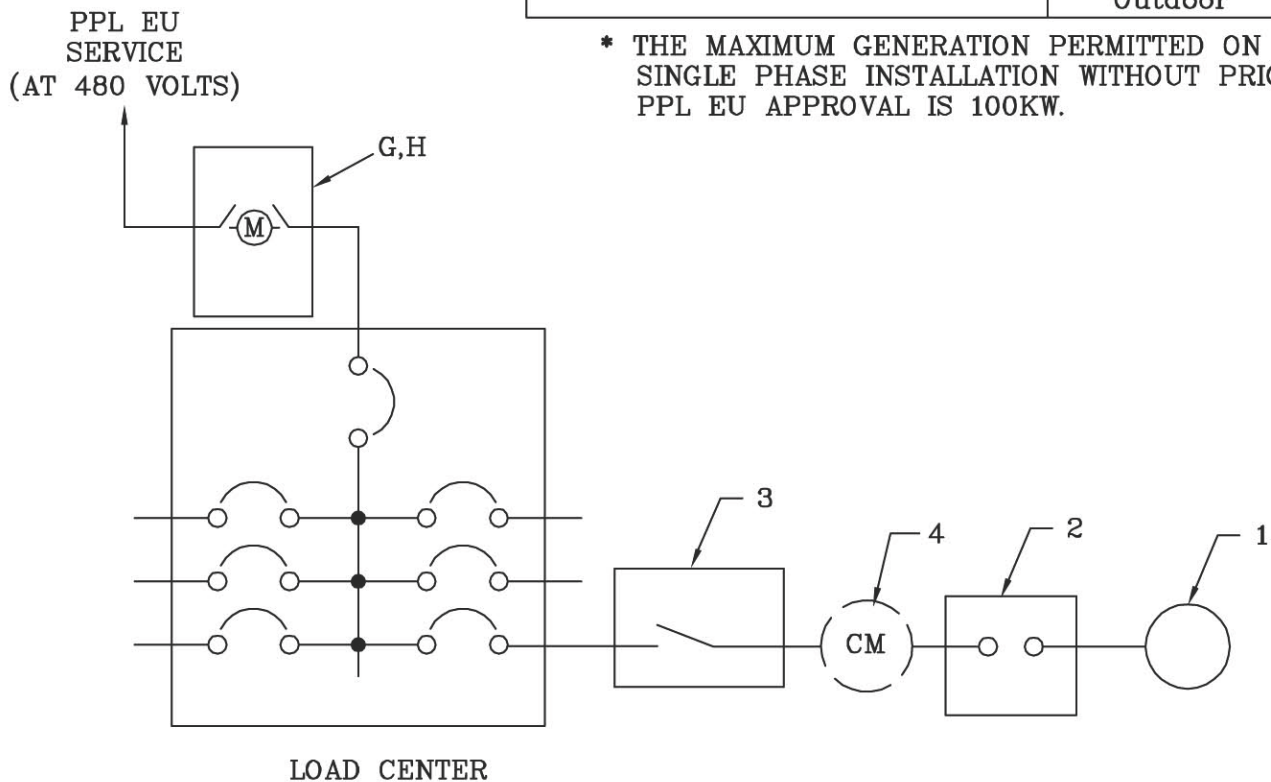 Outdoor
* THE MAXIMUM GENERATION PERMITTED ON
SINGLE PHASE INSTALLATION WITHOUT
PPL EU APPROVAL IS 100KW.
PPL EU
SERVICE
(AT 480 VOLTS)
G,H
M
3
4
2
1
CM
LOAD CENTER